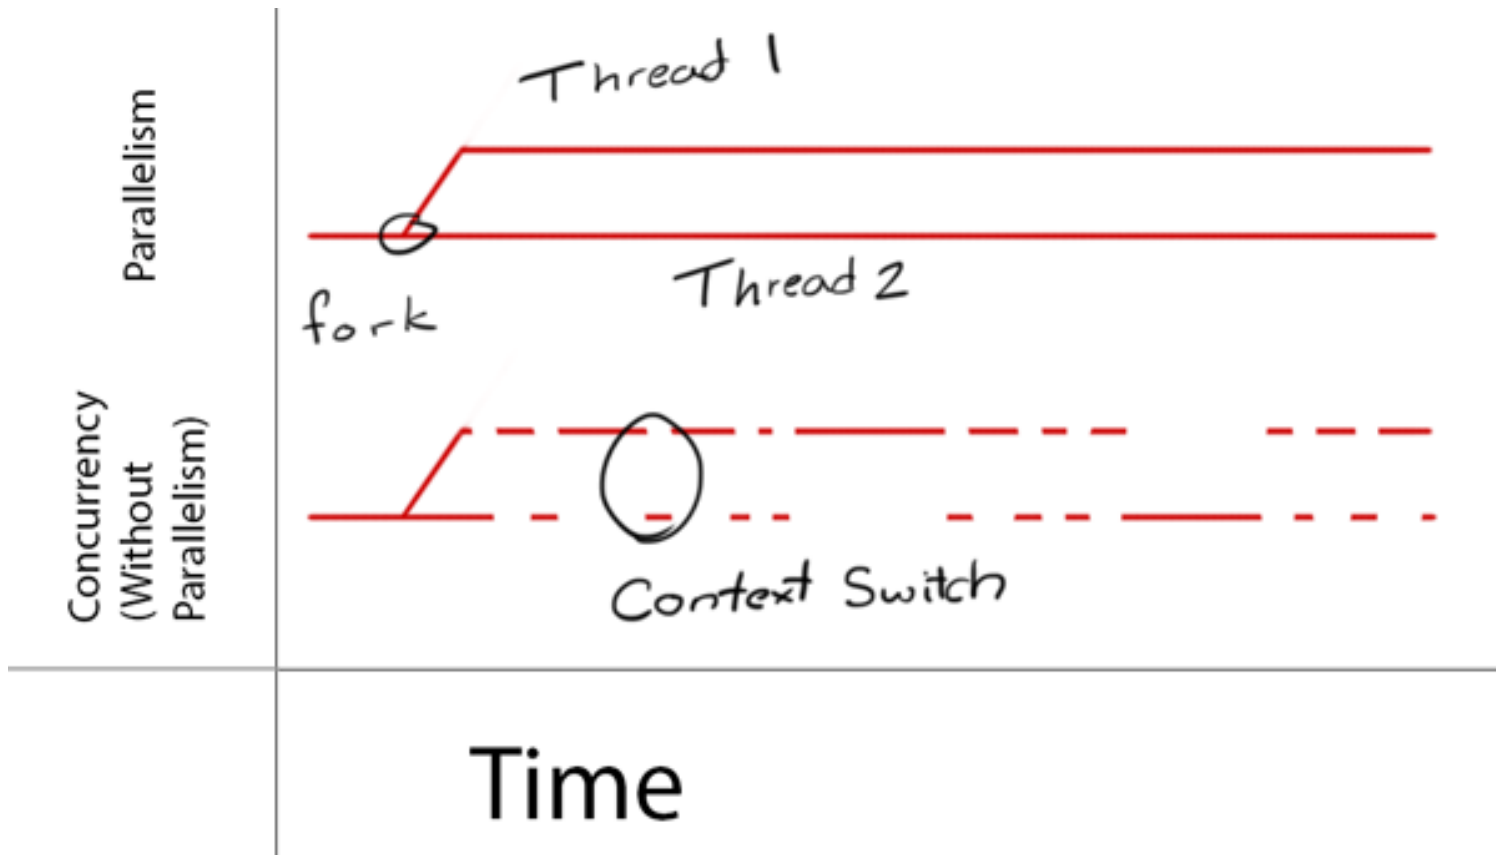 Thread 1
Parallelism
Thread 2
fork
Concurrency
(Without
Parallelism)
Context Switch
Time